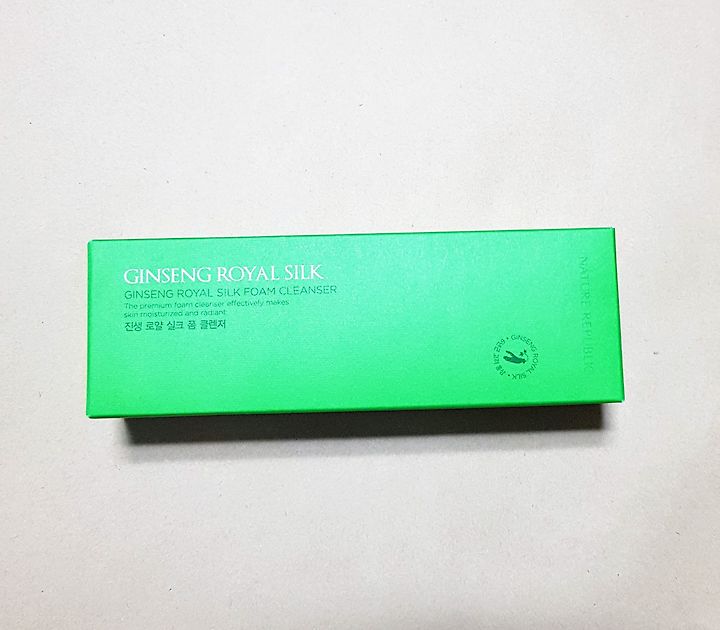 GINSENG ROYAL SILK
GINSENG ROYAL SILK FOAM CLEANSER
The premium foam cleanser effectively makes
skin moisturized and radiant
진생 로얄 실크 폼 클렌저
NATURE REPUBLIC
GINSENG ROYAL SILK